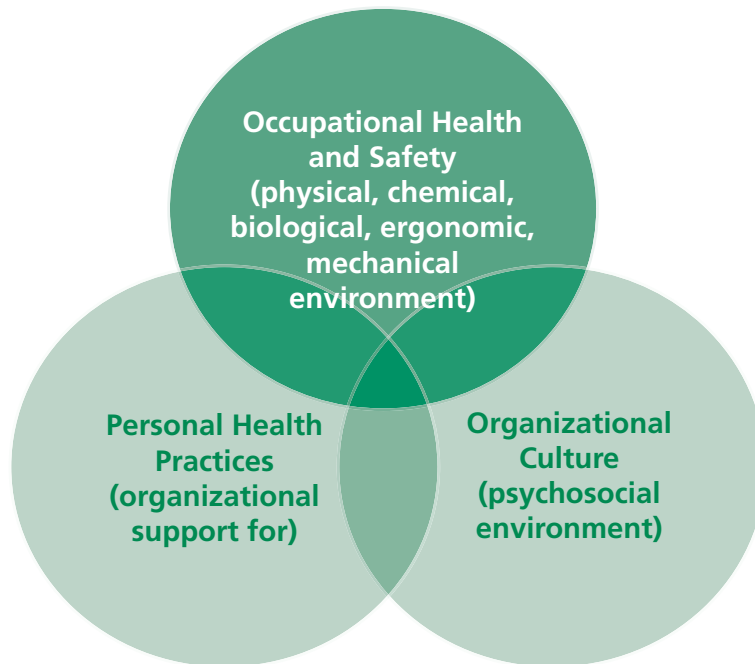 Occupational Health
and Safety
(physical, chemical,
biological, ergonomic,
mechanical
environment)
Personal Health
Practices
(organizational
support for)
Organizational
Culture
(psychosocial
environment)